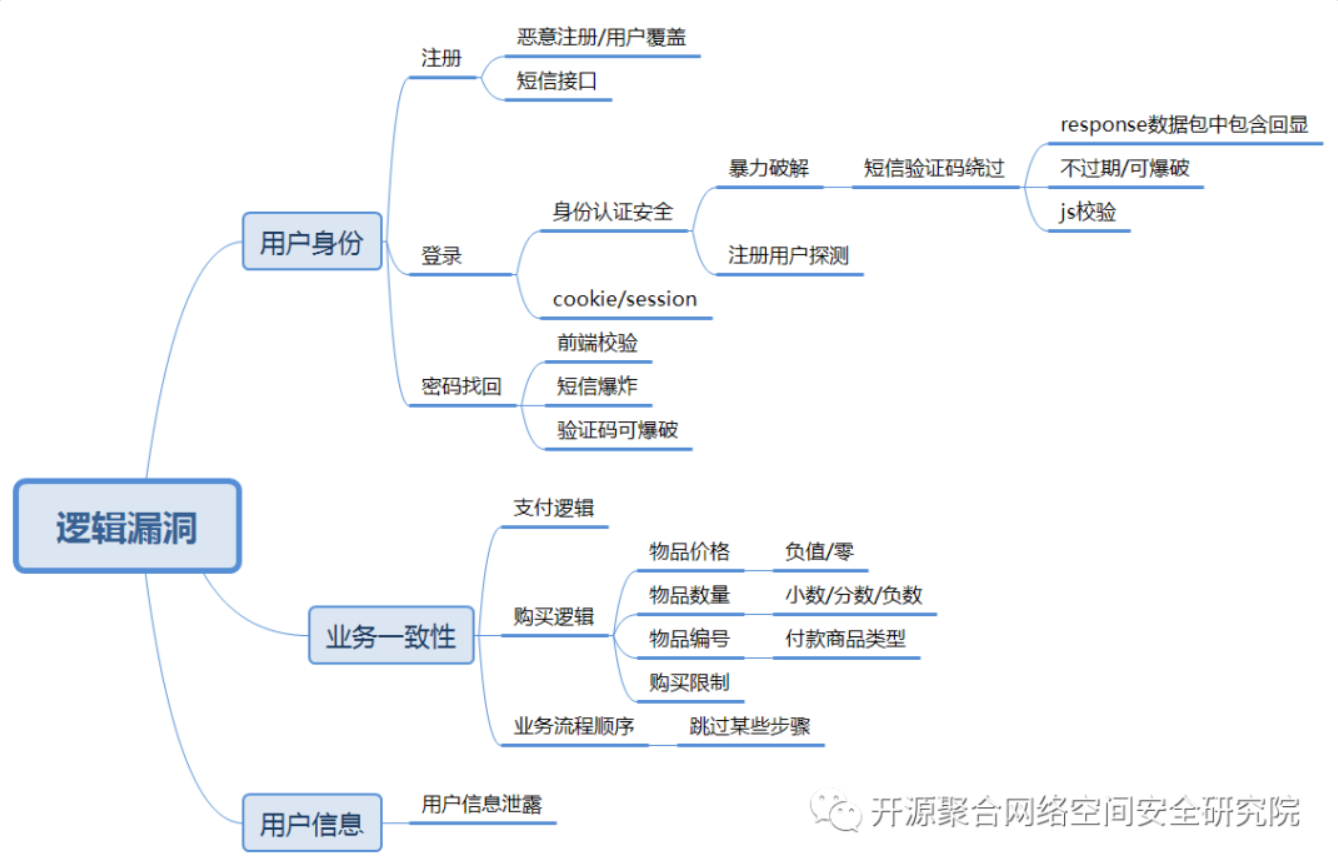 恶意注册/用户覆盖
注册
短信接口
response数据包中包含回显
暴力破解
短信验证码绕过
不过期/可爆破
身份认证安全
js校验
用户身份
登录
注册用户探测
cookie/session
前端校验
密码找回
短信爆炸
验证码可爆破
逻辑漏洞
支付逻辑
物品价格
负值/零
物品数量
小数/分数/负数
购买逻辑
业务一致性
物品编号
付款商品类型
购买限制
业务流程顺序
跳过某些步骤
用户信息
用户信息泄露
开源聚合网络空间安全研究院